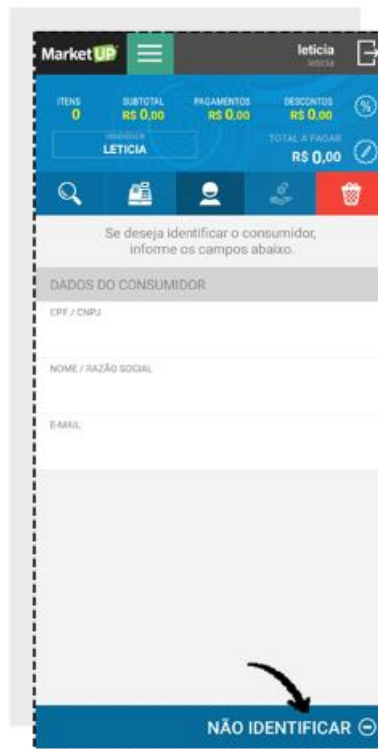 MarketUP
leticia
leticia
ITENS SUBTOTAL PAGAMENTOS DESCONTOS
0 R$ 0,00 R$ 0,00 R$ 0,00
VENDEDOR TOTAL A PAGAR
LETICIA R$ 0,00
Se deseja identificar o consumidor,
informe os campos abaixo.
DADOS DO CONSUMIDOR
CPF / CNPJ
NOME / RAZÃO SOCIAL
E-MAIL
NÃO IDENTIFICAR